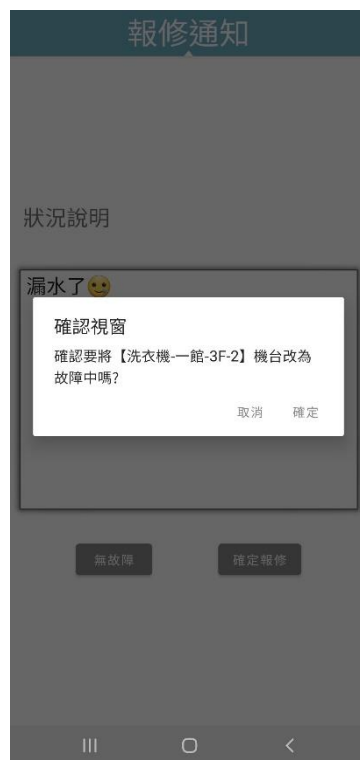 報修通知
狀況說明
漏水了🙂
確認視窗
確認要將【洗衣機-一館-3F-2】機台改為
故障中嗎?
取消 確定
無故障 確定報修